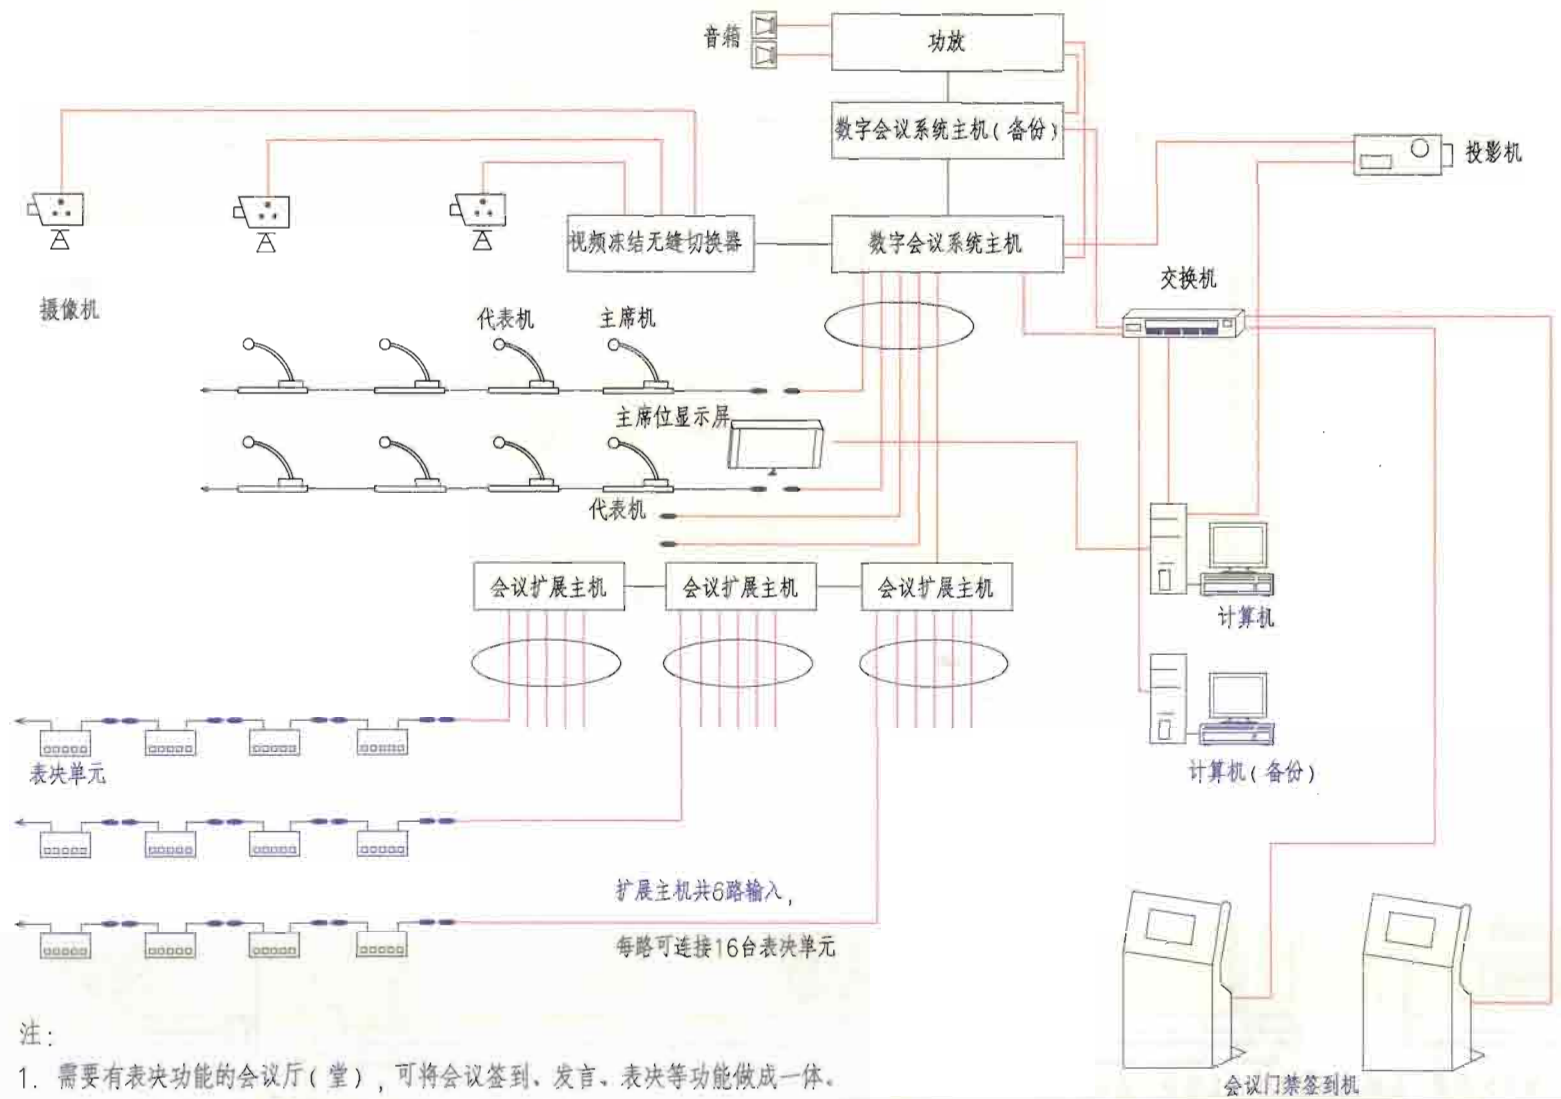 音箱
功放
数字会议系统主机(备份)
投影机
视频冻结无缝切换器
数字会议系统主机
交换机
摄像机
代表机
主席机
主席位显示屏
代表机
会议扩展主机
会议扩展主机
会议扩展主机
计算机
表决单元
计算机(备份)
扩展主机共6路输入,
每路可连接16台表决单元
注:
1. 需要有表决功能的会议厅(堂),可将会议签到、发言、表决等功能做成一体。
会议门禁签到机